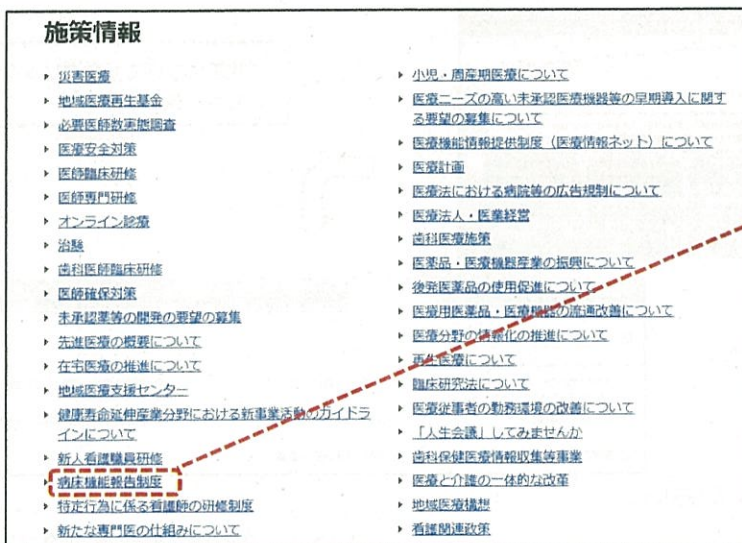 施策情報
災害医療
地域医療再生基金
必要医師数実態調査
医療安全対策
医師臨床研修
医師専門研修
オンライン診療
治験
歯科医師臨床研修
医師確保対策
未承認薬等の開発の要望の募集
先進医療の概要について
在宅医療の推進について
地域医療支援センター
健康寿命延伸産業分野における新事業活動のガイドラ
インについて
新人看護職員研修
病床機能報告制度
特定行為に係る看護師の研修制度
新たな専門医の仕組みについて
小児・周産期医療について
医療ニーズの高い未承認医療機器等の早期導入に関す
る要望の募集について
医療機能情報提供制度（医療情報ネット）について
医療計画
医療法における病院等の広告規制について
医療法人・医業経営
歯科医療施策
医薬品・医療機器産業の振興について
後発医薬品の使用促進について
医療用医薬品・医療機器の流通改善について
医療分野の情報化の推進について
再生医療について
臨床研究法について
医療従事者の勤務環境の改善について
「人生会議」してみませんか
歯科保健医療情報収集等事業
医療と介護の一体的な改革
地域医療構想
看護関連政策